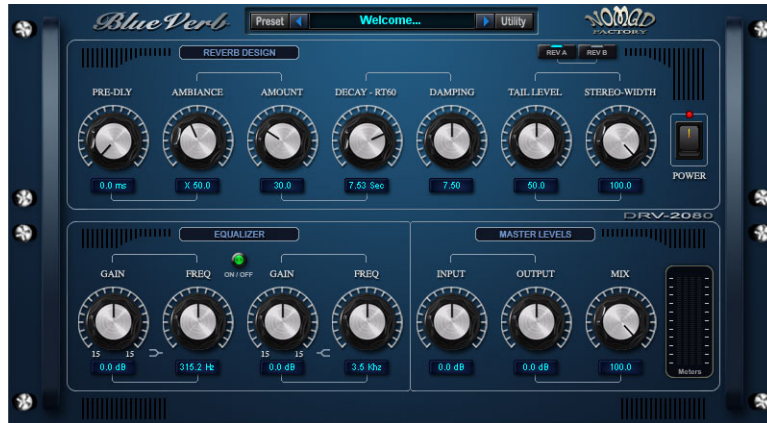 BlueVerb
Preset
Welcome...
Utility
NOMAD
FACTORY
REVERB DESIGN
REV A
REV B
PRE-DLY
AMBIANCE
AMOUNT
DECAY - RT60
DAMPING
TAIL LEVEL
STEREO-WIDTH
0.0 ms
X 50.0
30.0
7.53 Sec
7.50
50.0
100.0
POWER
DRV-2080
EQUALIZER
MASTER LEVELS
GAIN
FREQ
ON / OFF
GAIN
FREQ
INPUT
OUTPUT
MIX
15
15
15
15
0.0 dB
315.2 Hz
0.0 dB
3.5 Khz
0.0 dB
0.0 dB
100.0
Meters